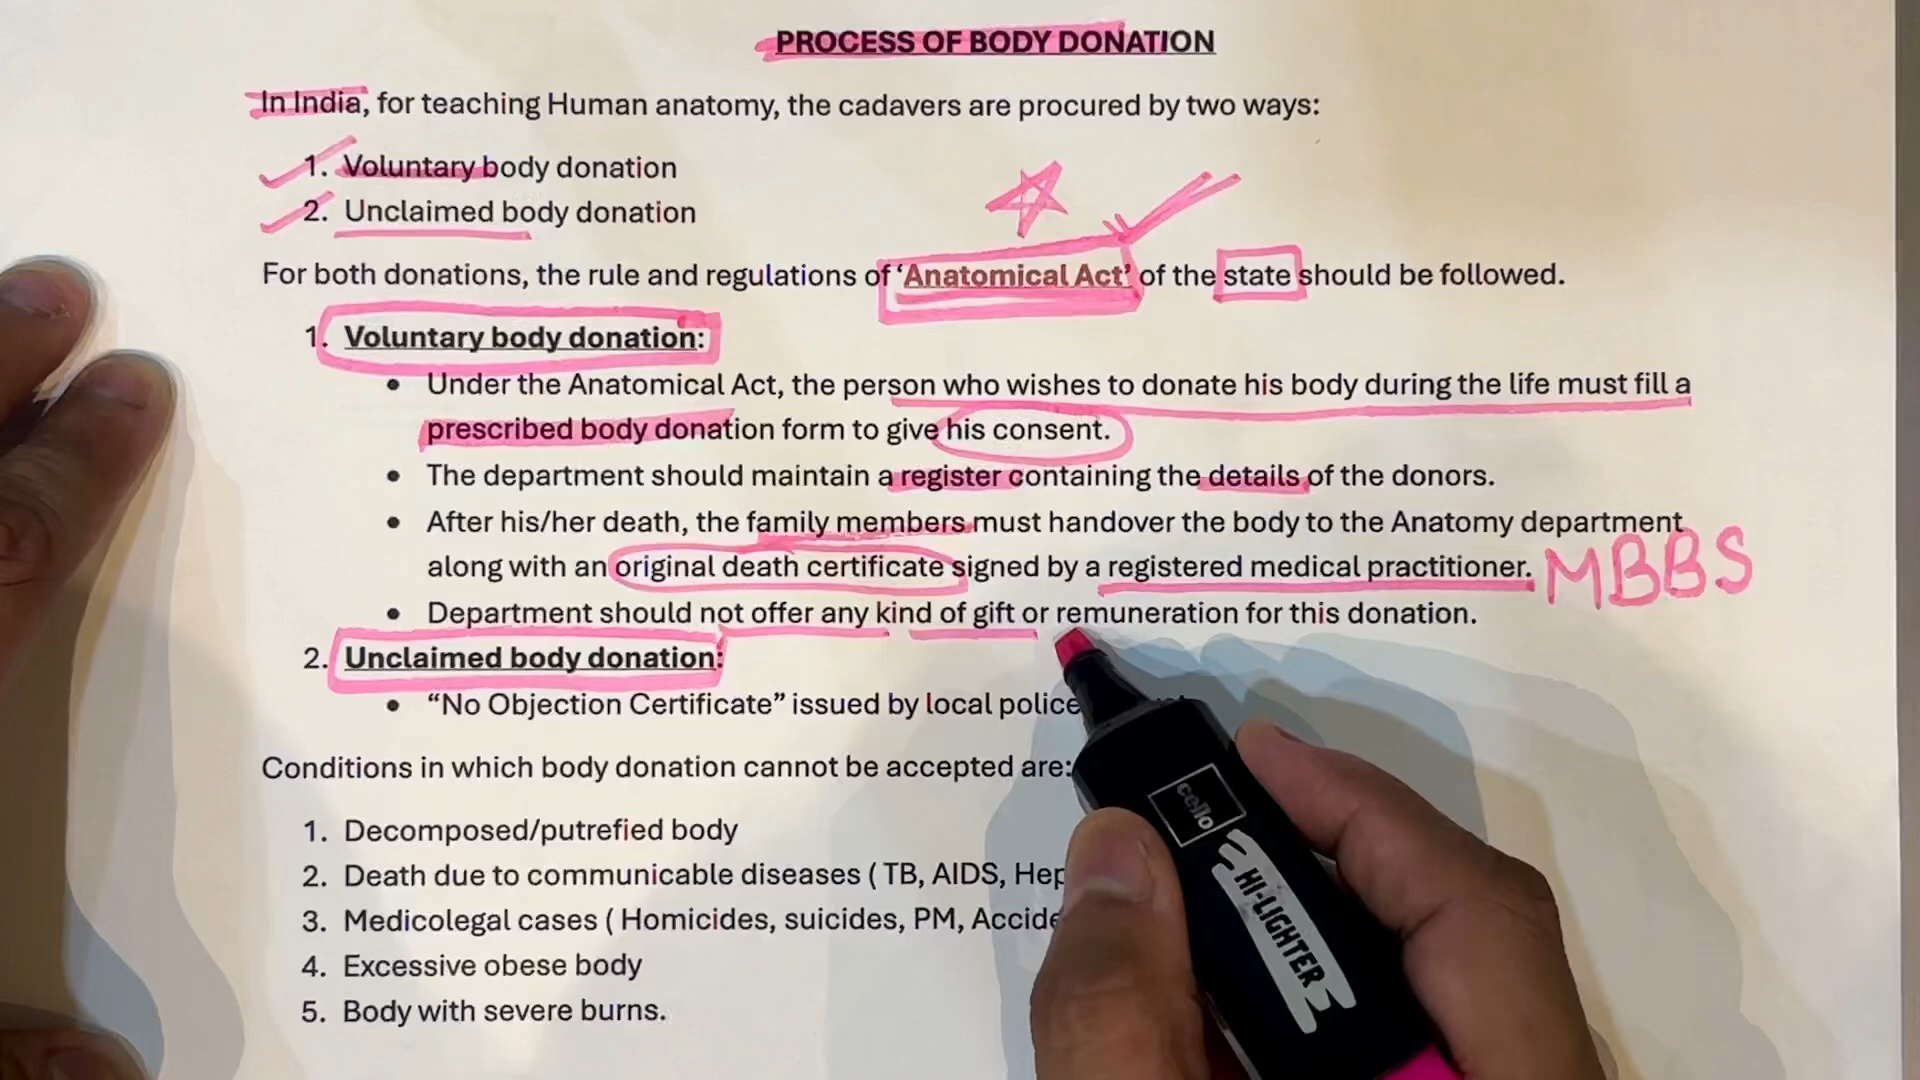 PROCESS OF BODY DONATION
In India, for teaching Human anatomy, the cadavers are procured by two ways:
1. Voluntary body donation
2. Unclaimed body donation
For both donations, the rule and regulations of ‘Anatomical Act’ of the state should be followed.
1. Voluntary body donation:
• Under the Anatomical Act, the person who wishes to donate his body during the life must fill a
prescribed body donation form to give his consent.
• The department should maintain a register containing the details of the donors.
• After his/her death, the family members must handover the body to the Anatomy department
along with an original death certificate signed by a registered medical practitioner. MBBS
• Department should not offer any kind of gift or remuneration for this donation.
2. Unclaimed body donation:
• “No Objection Certificate” issued by local police
Conditions in which body donation cannot be accepted are:
1. Decomposed/putrefied body
2. Death due to communicable diseases ( TB, AIDS,
3. Medicolegal cases ( Homicides, suicides, PM,
4. Excessive obese body
5. Body with severe burns.
cello
HI-LIGHTER